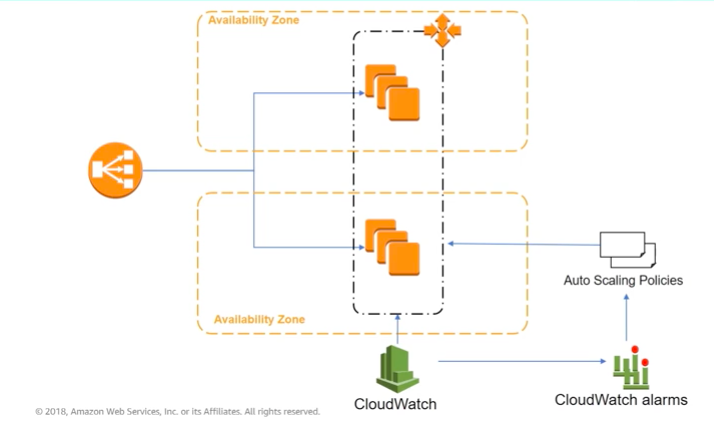 Availability Zone
Auto Scaling Policies
Availability Zone
CloudWatch
CloudWatch alarms
© 2018, Amazon Web Services, Inc. or its Affiliates. All rights reserved.